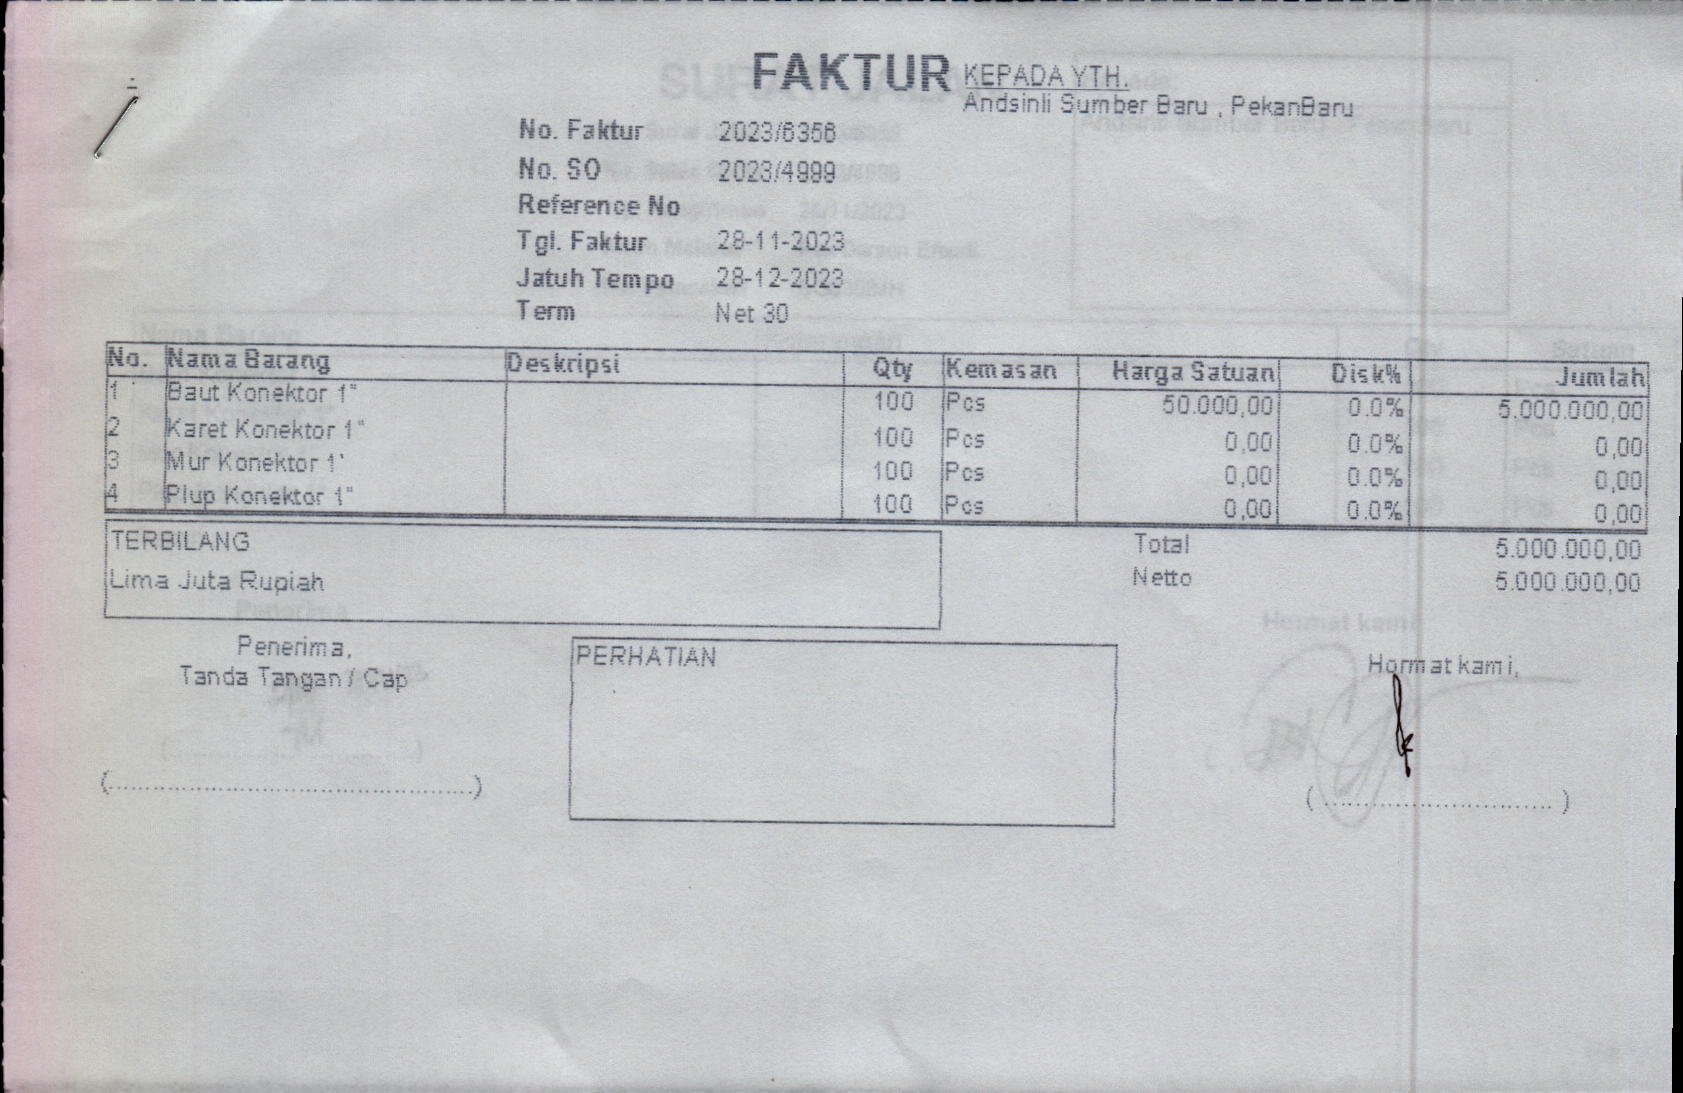 FAKTUR
KEPADA YTH.
Andsinli Sumber Baru , PekanBaru
No. Faktur 2023/6356
No. SO 2023/4999
Reference No
Tgl. Faktur 28-11-2023
Jatuh Tempo 28-12-2023
Term Net 30
No. Nama Barang Deskripsi Qty Kemasan Harga Satuan Disk% Jumlah
1 Baut Konektor 1" 100 Pcs 50.000,00 0.0% 5.000.000,00
2 Karet Konektor 1" 100 Pcs 0,00 0.0% 0,00
3 Mur Konektor 1' 100 Pcs 0,00 0.0% 0,00
4 Plup Konektor 1" 100 Pcs 0,00 0.0% 0,00
TERBILANG
Lima Juta Rupiah
Total 5.000.000,00
Netto 5.000.000,00
Penerima,
Tanda Tangan / Cap
(....................................................)
PERHATIAN
Hormat kami,
(................................)